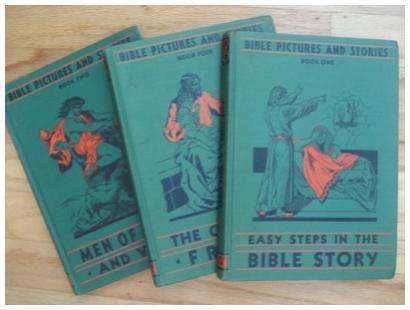 BIBLE PICTURES AND STORIES
BOOK TWO
MEN OF
AND
BIBLE PICTURES AND
BOOK FOUR
THE
BIBLE PICTURES AND STORIES
BOOK ONE
EASY STEPS IN THE
BIBLE STORY